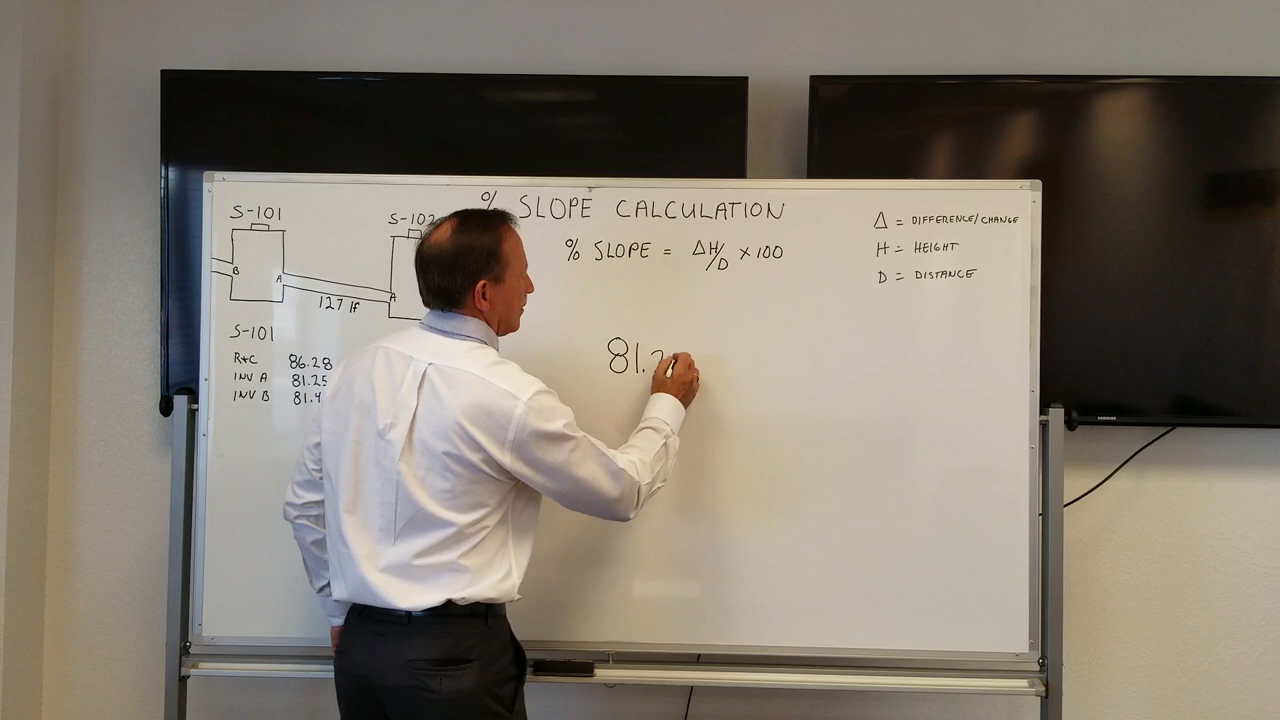 % SLOPE CALCULATION
S-101
S-102
% SLOPE = ΔH/D × 100
Δ = DIFFERENCE/CHANGE
H = HEIGHT
D = DISTANCE
B
A
A
127 lf
S-101
R+C 86.28
INV A 81.25
INV B 81.4
81.2
SAMSUNG